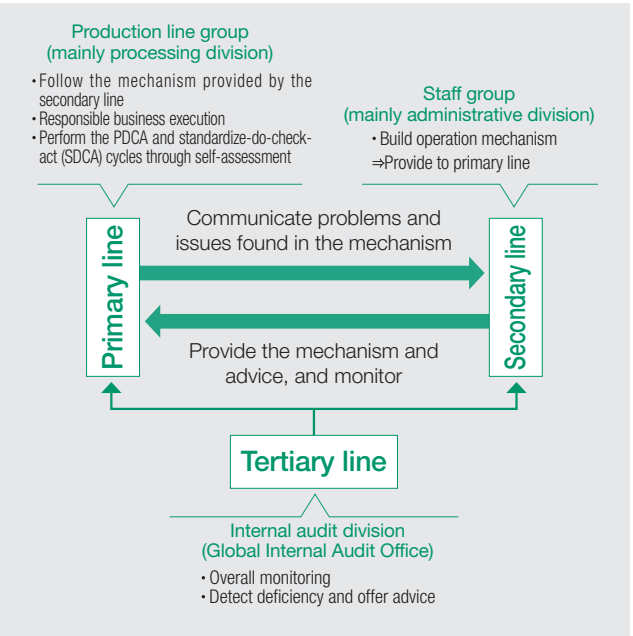 Production line group
(mainly processing division)
・Follow the mechanism provided by the
secondary line
・Responsible business execution
・Perform the PDCA and standardize-do-check-
act (SDCA) cycles through self-assessment
Staff group
(mainly administrative division)
・Build operation mechanism
⇒Provide to primary line
Primary line
Communicate problems and
issues found in the mechanism
Provide the mechanism and
advice, and monitor
Secondary line
Tertiary line
Internal audit division
(Global Internal Audit Office)
・Overall monitoring
・Detect deficiency and offer advice